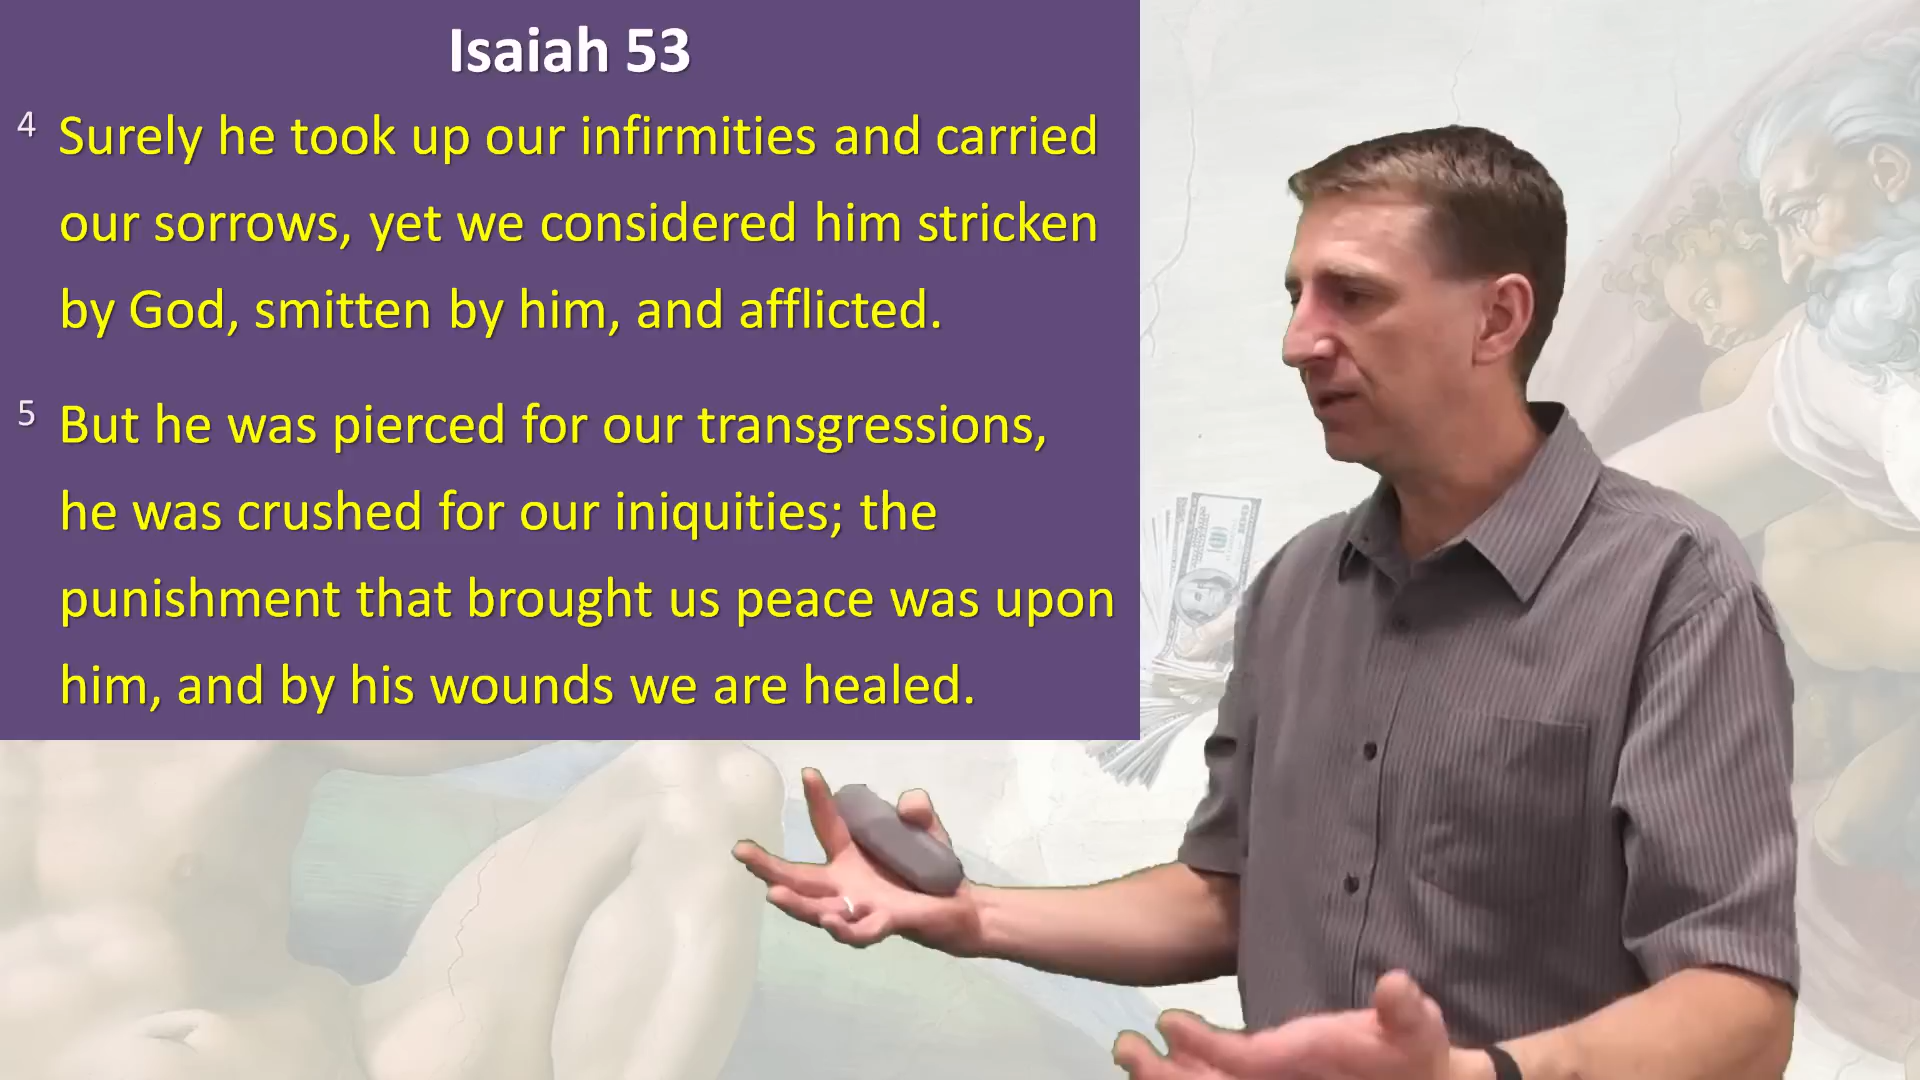 Isaiah 53
4 Surely he took up our infirmities and carried
our sorrows, yet we considered him stricken
by God, smitten by him, and afflicted.
5 But he was pierced for our transgressions,
he was crushed for our iniquities; the
punishment that brought us peace was upon
him, and by his wounds we are healed.
100